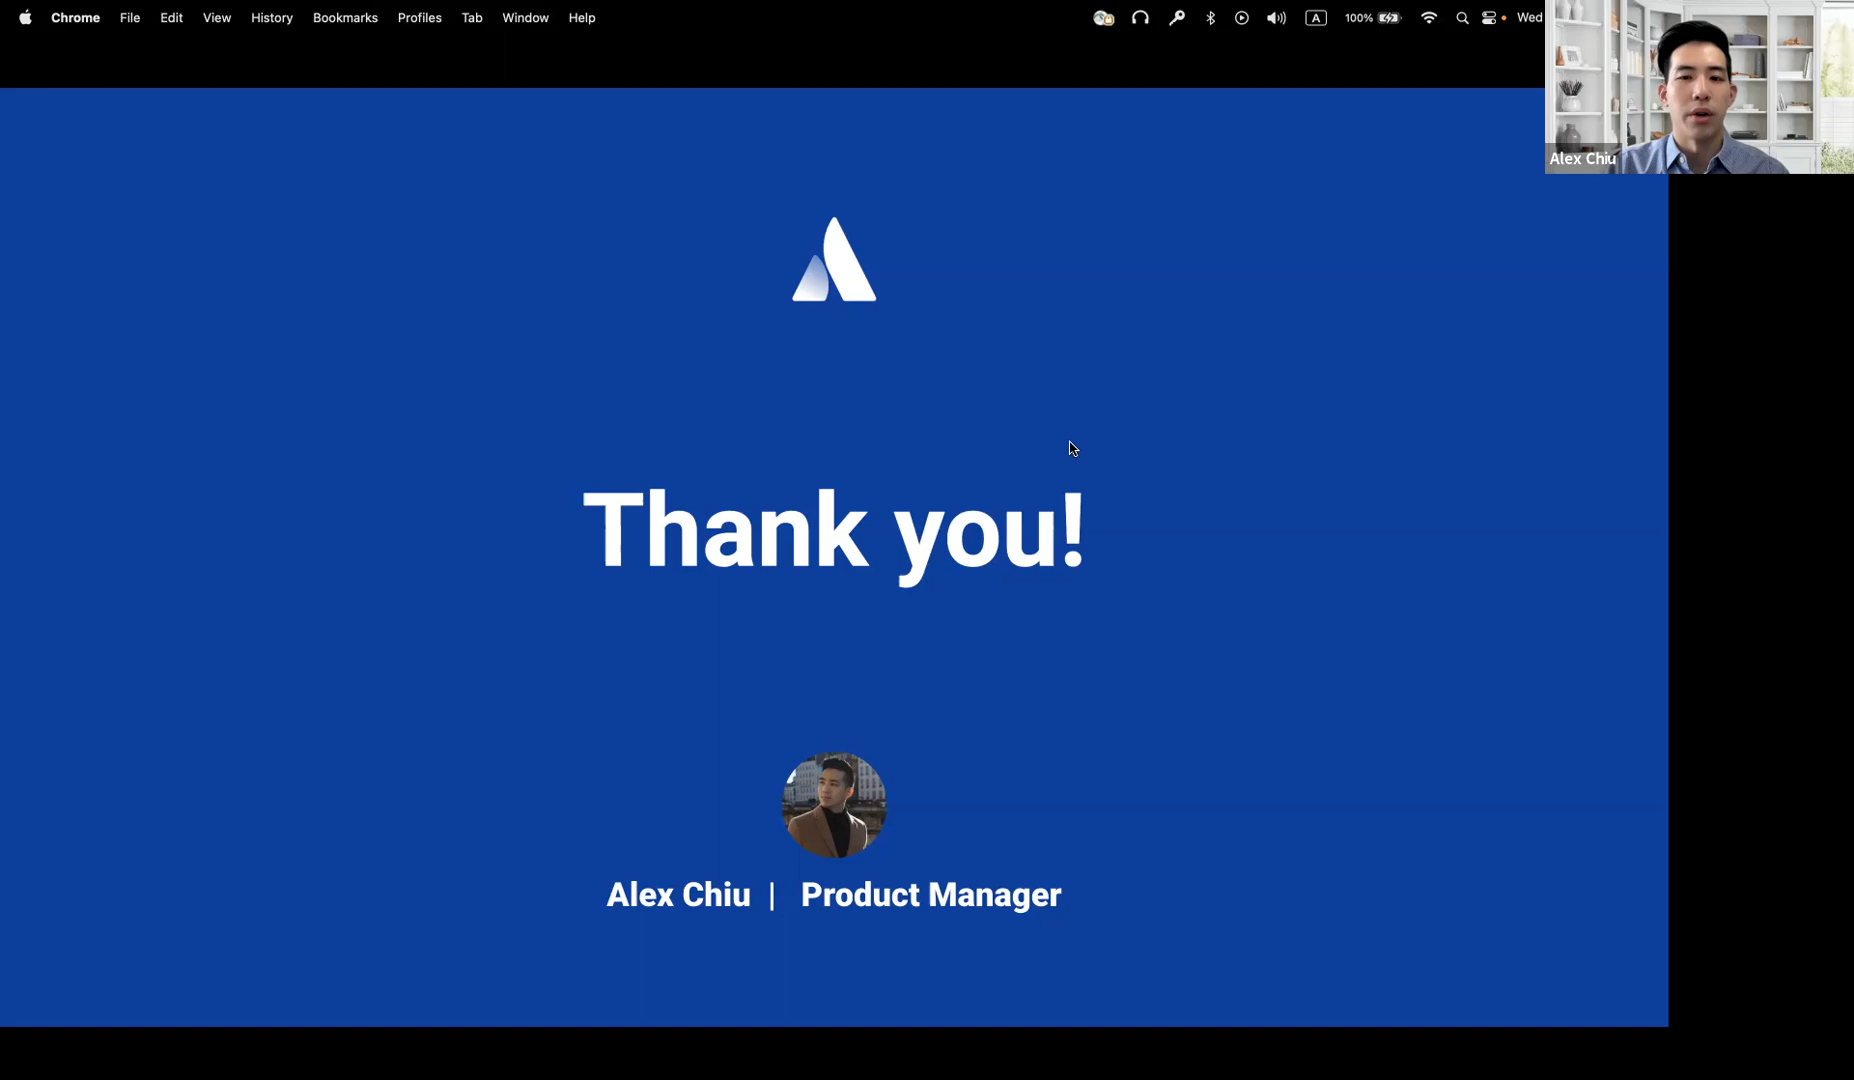 Chrome File Edit View History Bookmarks Profiles Tab Window Help A 100% Wed
Alex Chiu
Thank you!
Alex Chiu | Product Manager